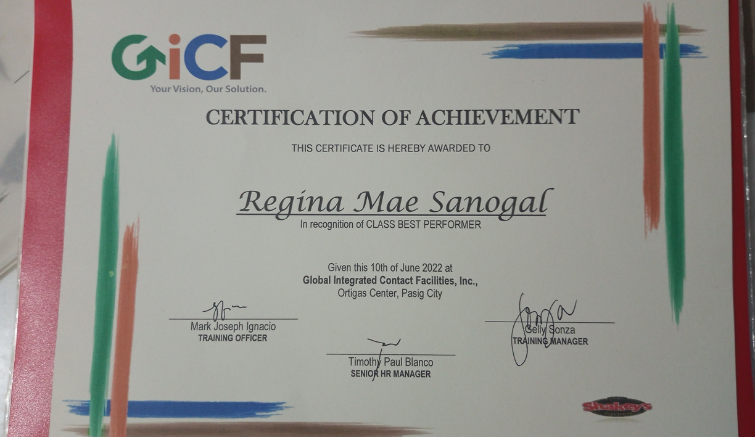 GiCF
Your Vision, Our Solution.
CERTIFICATION OF ACHIEVEMENT
THIS CERTIFICATE IS HEREBY AWARDED TO
Regina Mae Sanogal
In recognition of CLASS BEST PERFORMER
Given this 10th of June 2022 at
Global Integrated Contact Facilities, Inc.,
Ortigas Center, Pasig City
Mark Joseph Ignacio
TRAINING OFFICER
Timothy Paul Blanco
SENIOR HR MANAGER
Gelly Sonza
TRAINING MANAGER
Shakey's